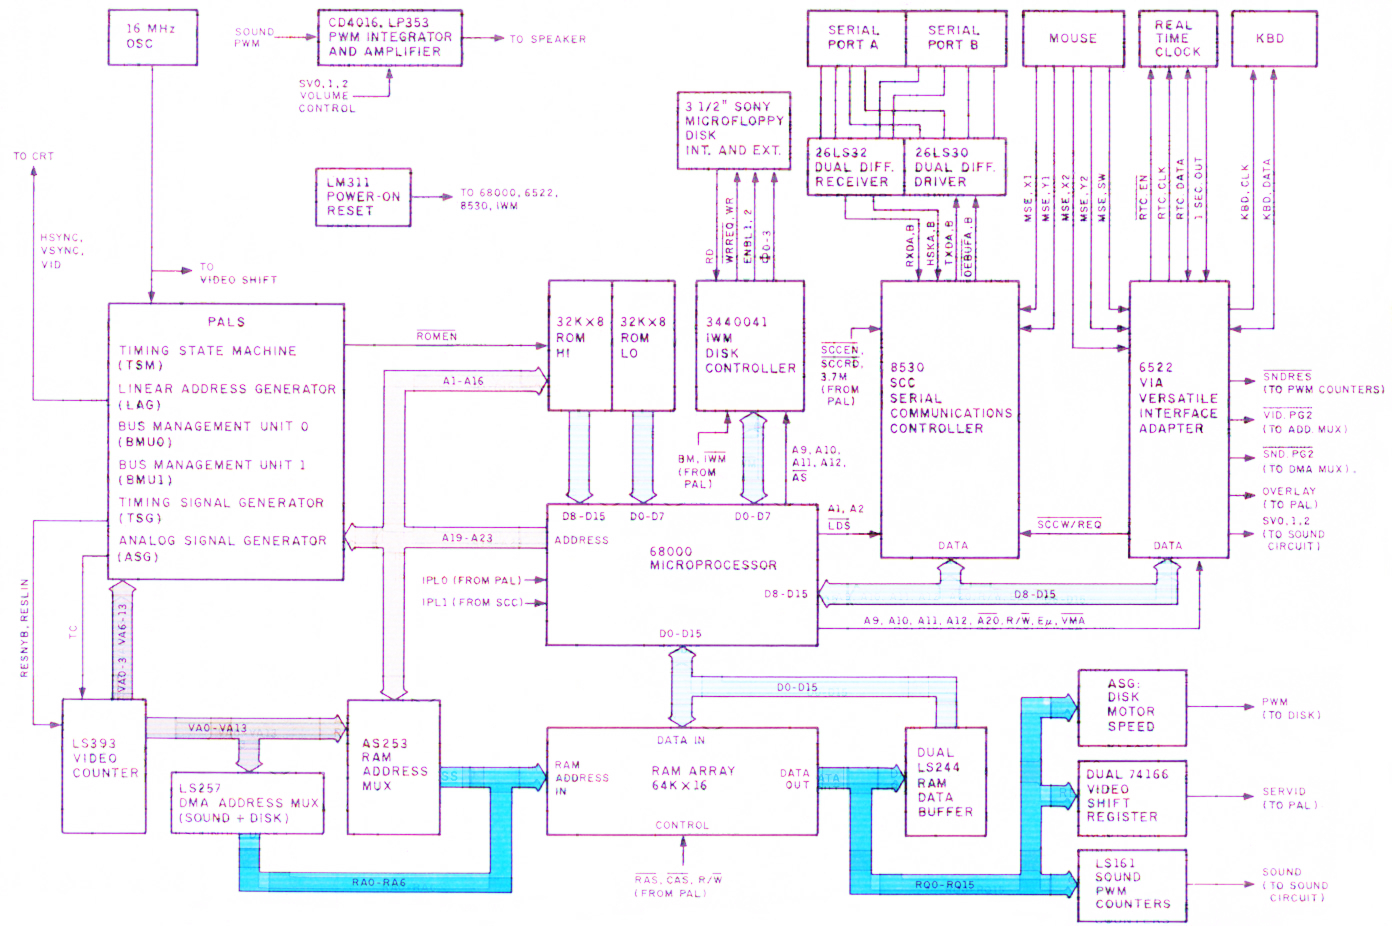 16 MHz
OSC
SOUND
PWM
CD4016, LP353
PWM INTEGRATOR
AND AMPLIFIER
TO SPEAKER
SV0, 1, 2
VOLUME
CONTROL
SERIAL
PORT A
SERIAL
PORT B
MOUSE
REAL
TIME
CLOCK
KBD
3 1/2" SONY
MICROFLOPPY
DISK
INT. AND EXT.
26LS32
DUAL DIFF.
RECEIVER
26LS30
DUAL DIFF.
DRIVER
TO CRT
LM311
POWER-ON
RESET
TO 68000, 6522,
8530, IWM
HSYNC,
VSYNC,
VID
TO
VIDEO SHIFT
RD
WRREQ, WR
ENBL 1, 2
Φ0-3
RXDA, B
HSKA, B
TXDA, B
OEBUFA, B
MSE, X1
MSE, Y1
MSE, X2
MSE, Y2
MSE, SW
RTC, EN
RTC, CLK
RTC, DATA
1 SEC, OUT
KBD, CLK
KBD, DATA
PALS
TIMING STATE MACHINE
(TSM)
LINEAR ADDRESS GENERATOR
(LAG)
BUS MANAGEMENT UNIT 0
(BMU0)
BUS MANAGEMENT UNIT 1
(BMU1)
TIMING SIGNAL GENERATOR
(TSG)
ANALOG SIGNAL GENERATOR
(ASG)
ROMEN
A1-A16
32K×8
ROM
HI
32K×8
ROM
LO
3440041
IWM
DISK
CONTROLLER
SCCEN,
SCCRD,
3.7M
(FROM
PAL)
8530
SCC
SERIAL
COMMUNICATIONS
CONTROLLER
6522
VIA
VERSATILE
INTERFACE
ADAPTER
SNDRES
(TO PWM COUNTERS)
VID, PG2
(TO ADD. MUX)
SND, PG2
(TO DMA MUX),
OVERLAY
(TO PAL)
SV0, 1, 2
(TO SOUND
CIRCUIT)
BM, IWM
(FROM
PAL)
A9, A10,
A11, A12,
AS
A1, A2
LDS
SCCW/REQ
DATA
DATA
D8-D15
D0-D7
D0-D7
ADDRESS
68000
MICROPROCESSOR
D8-D15
D0-D15
A19-A23
IPL0 (FROM PAL)
IPL1 (FROM SCC)
D8-D15
A9, A10, A11, A12, A20, R/W, Eμ, VMA
RESNYB, RESLIN
TC
VA0-3 VA6-13
LS393
VIDEO
COUNTER
VA0-VA13
LS257
DMA ADDRESS MUX
(SOUND + DISK)
AS253
RAM
ADDRESS
MUX
RA0-RA6
D0-D15
DATA IN
RAM
ADDRESS
IN
RAM ARRAY
64K×16
DATA
OUT
CONTROL
RAS, CAS, R/W
(FROM PAL)
DUAL
LS244
RAM
DATA
BUFFER
RQ0-RQ15
ASG:
DISK
MOTOR
SPEED
PWM
(TO DISK)
DUAL 74166
VIDEO
SHIFT
REGISTER
SERVID
(TO PAL)
LS161
SOUND
PWM
COUNTERS
SOUND
(TO SOUND
CIRCUIT)